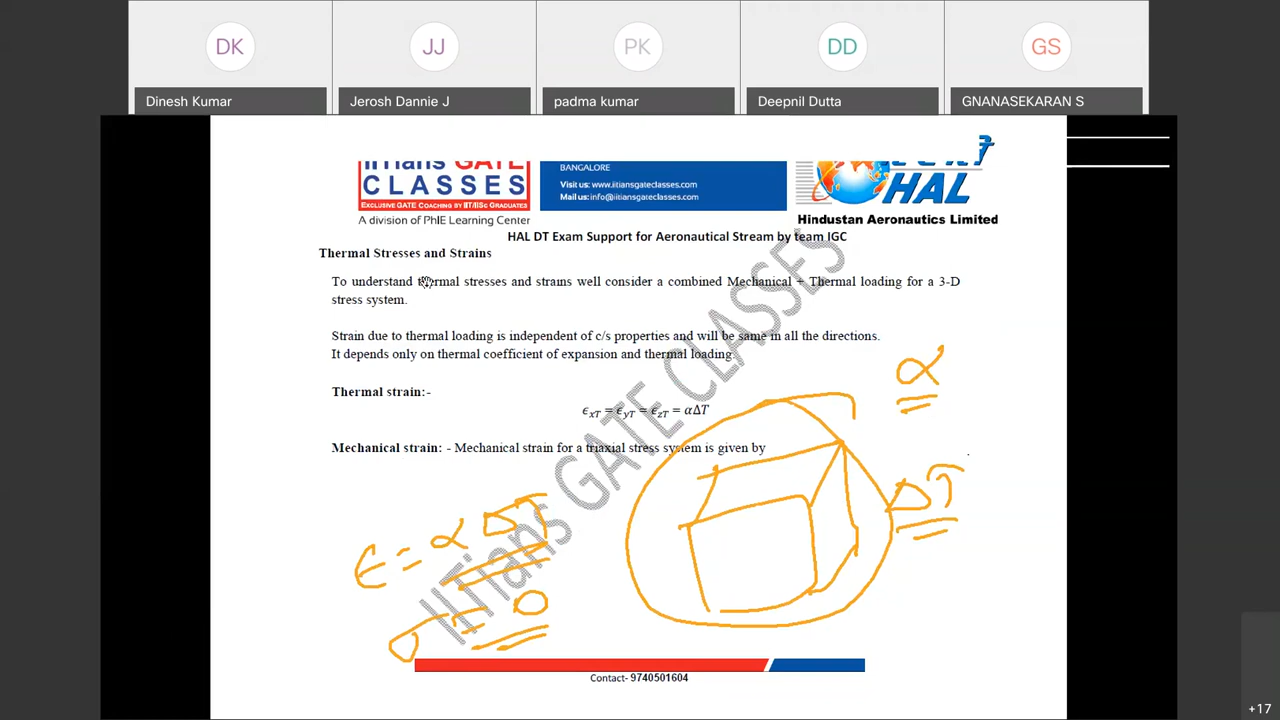 DK
JJ
PK
DD
GS
Dinesh Kumar
Jerosh Dannie J
padma kumar
Deepnil Dutta
GNANASEKARAN S
IITians GATE
CLASSES
EXCLUSIVE GATE COACHING BY IIT/IISc GRADUATES
A division of PhIE Learning Center
BANGALORE
Visit us: www.iitiansgateclasses.com
Mail us: info@iitiansgateclasses.com
HAL
Hindustan Aeronautics Limited
HAL DT Exam Support for Aeronautical Stream by team IGC
Thermal Stresses and Strains
To understand thermal stresses and strains well consider a combined Mechanical + Thermal loading for a 3-D
stress system.
Strain due to thermal loading is independent of c/s properties and will be same in all the directions.
It depends only on thermal coefficient of expansion and thermal loading.
Thermal strain:-
ϵxT = ϵyT = ϵzT = αΔT
Mechanical strain: - Mechanical strain for a triaxial stress system is given by
α
ΔT
ϵ = α ΔT
σ = 0
IITians GATE CLASSES
Contact- 9740501604
+17